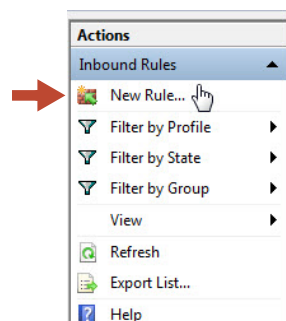 Actions
Inbound Rules
New Rule...
Filter by Profile
Filter by State
Filter by Group
View
Refresh
Export List...
Help